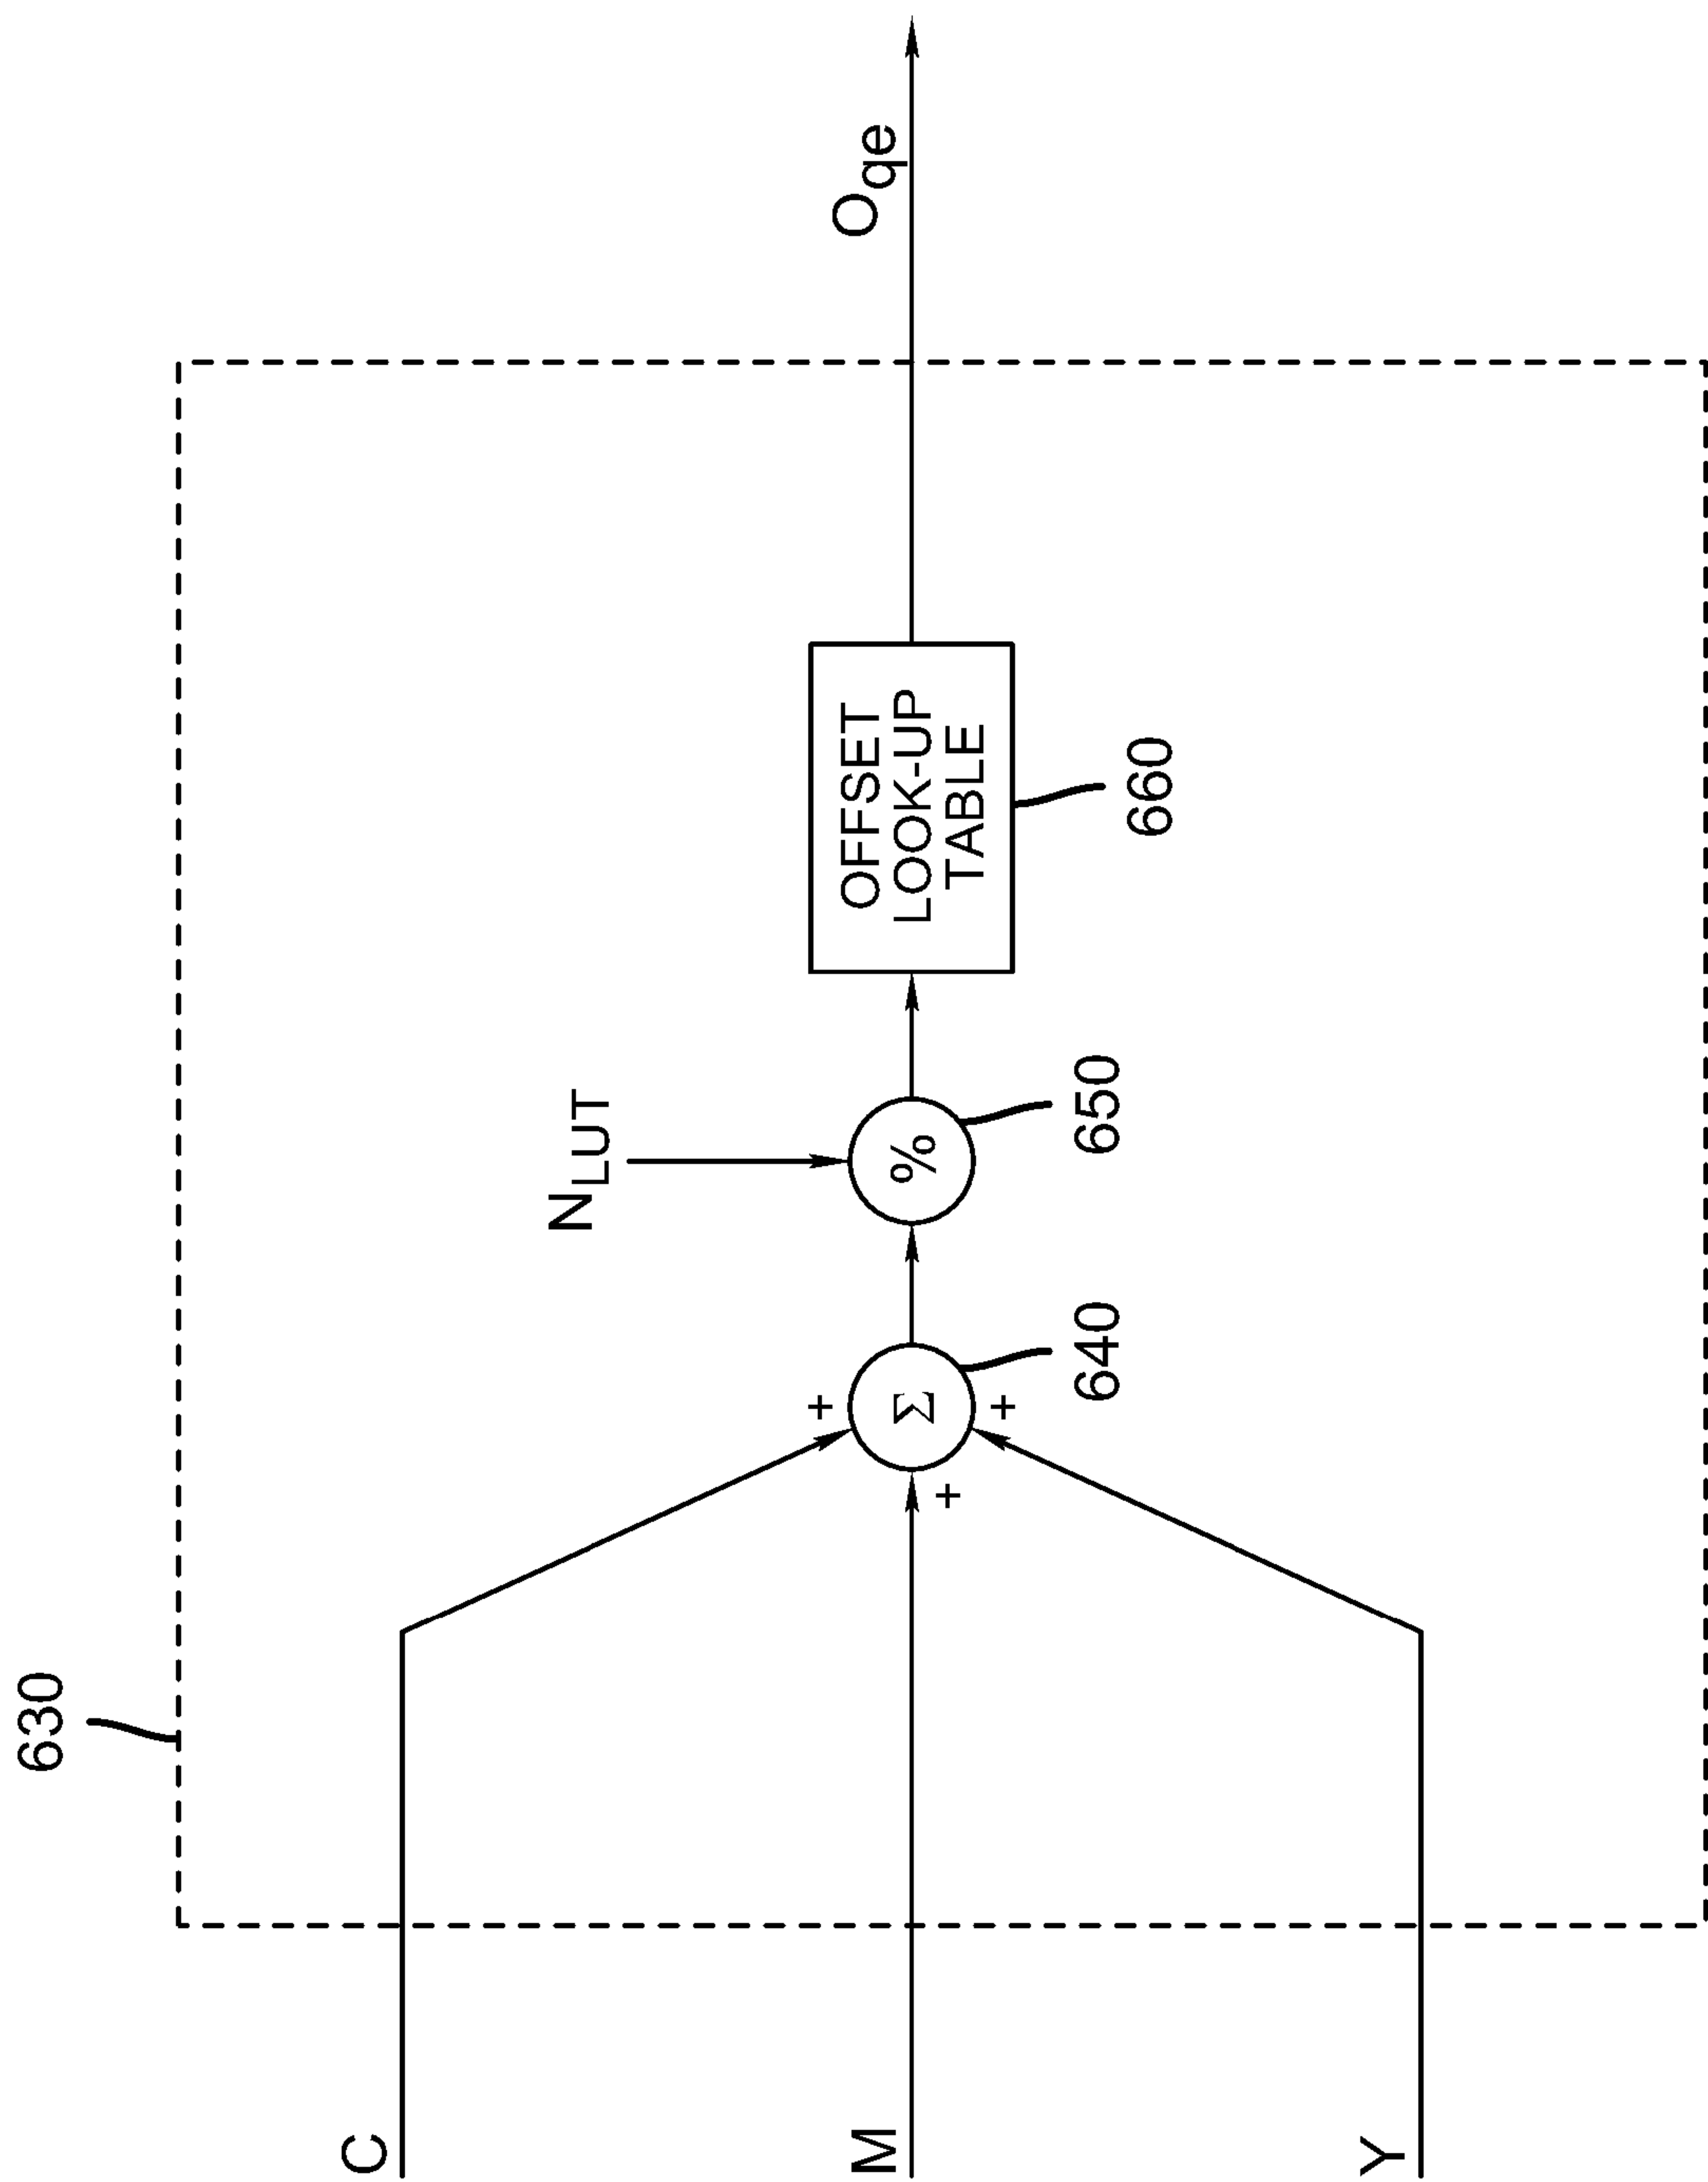 630
C
M
Y
+
+
+
Σ
640
N_LUT
%
650
OFFSET
LOOK-UP
TABLE
660
O_qe